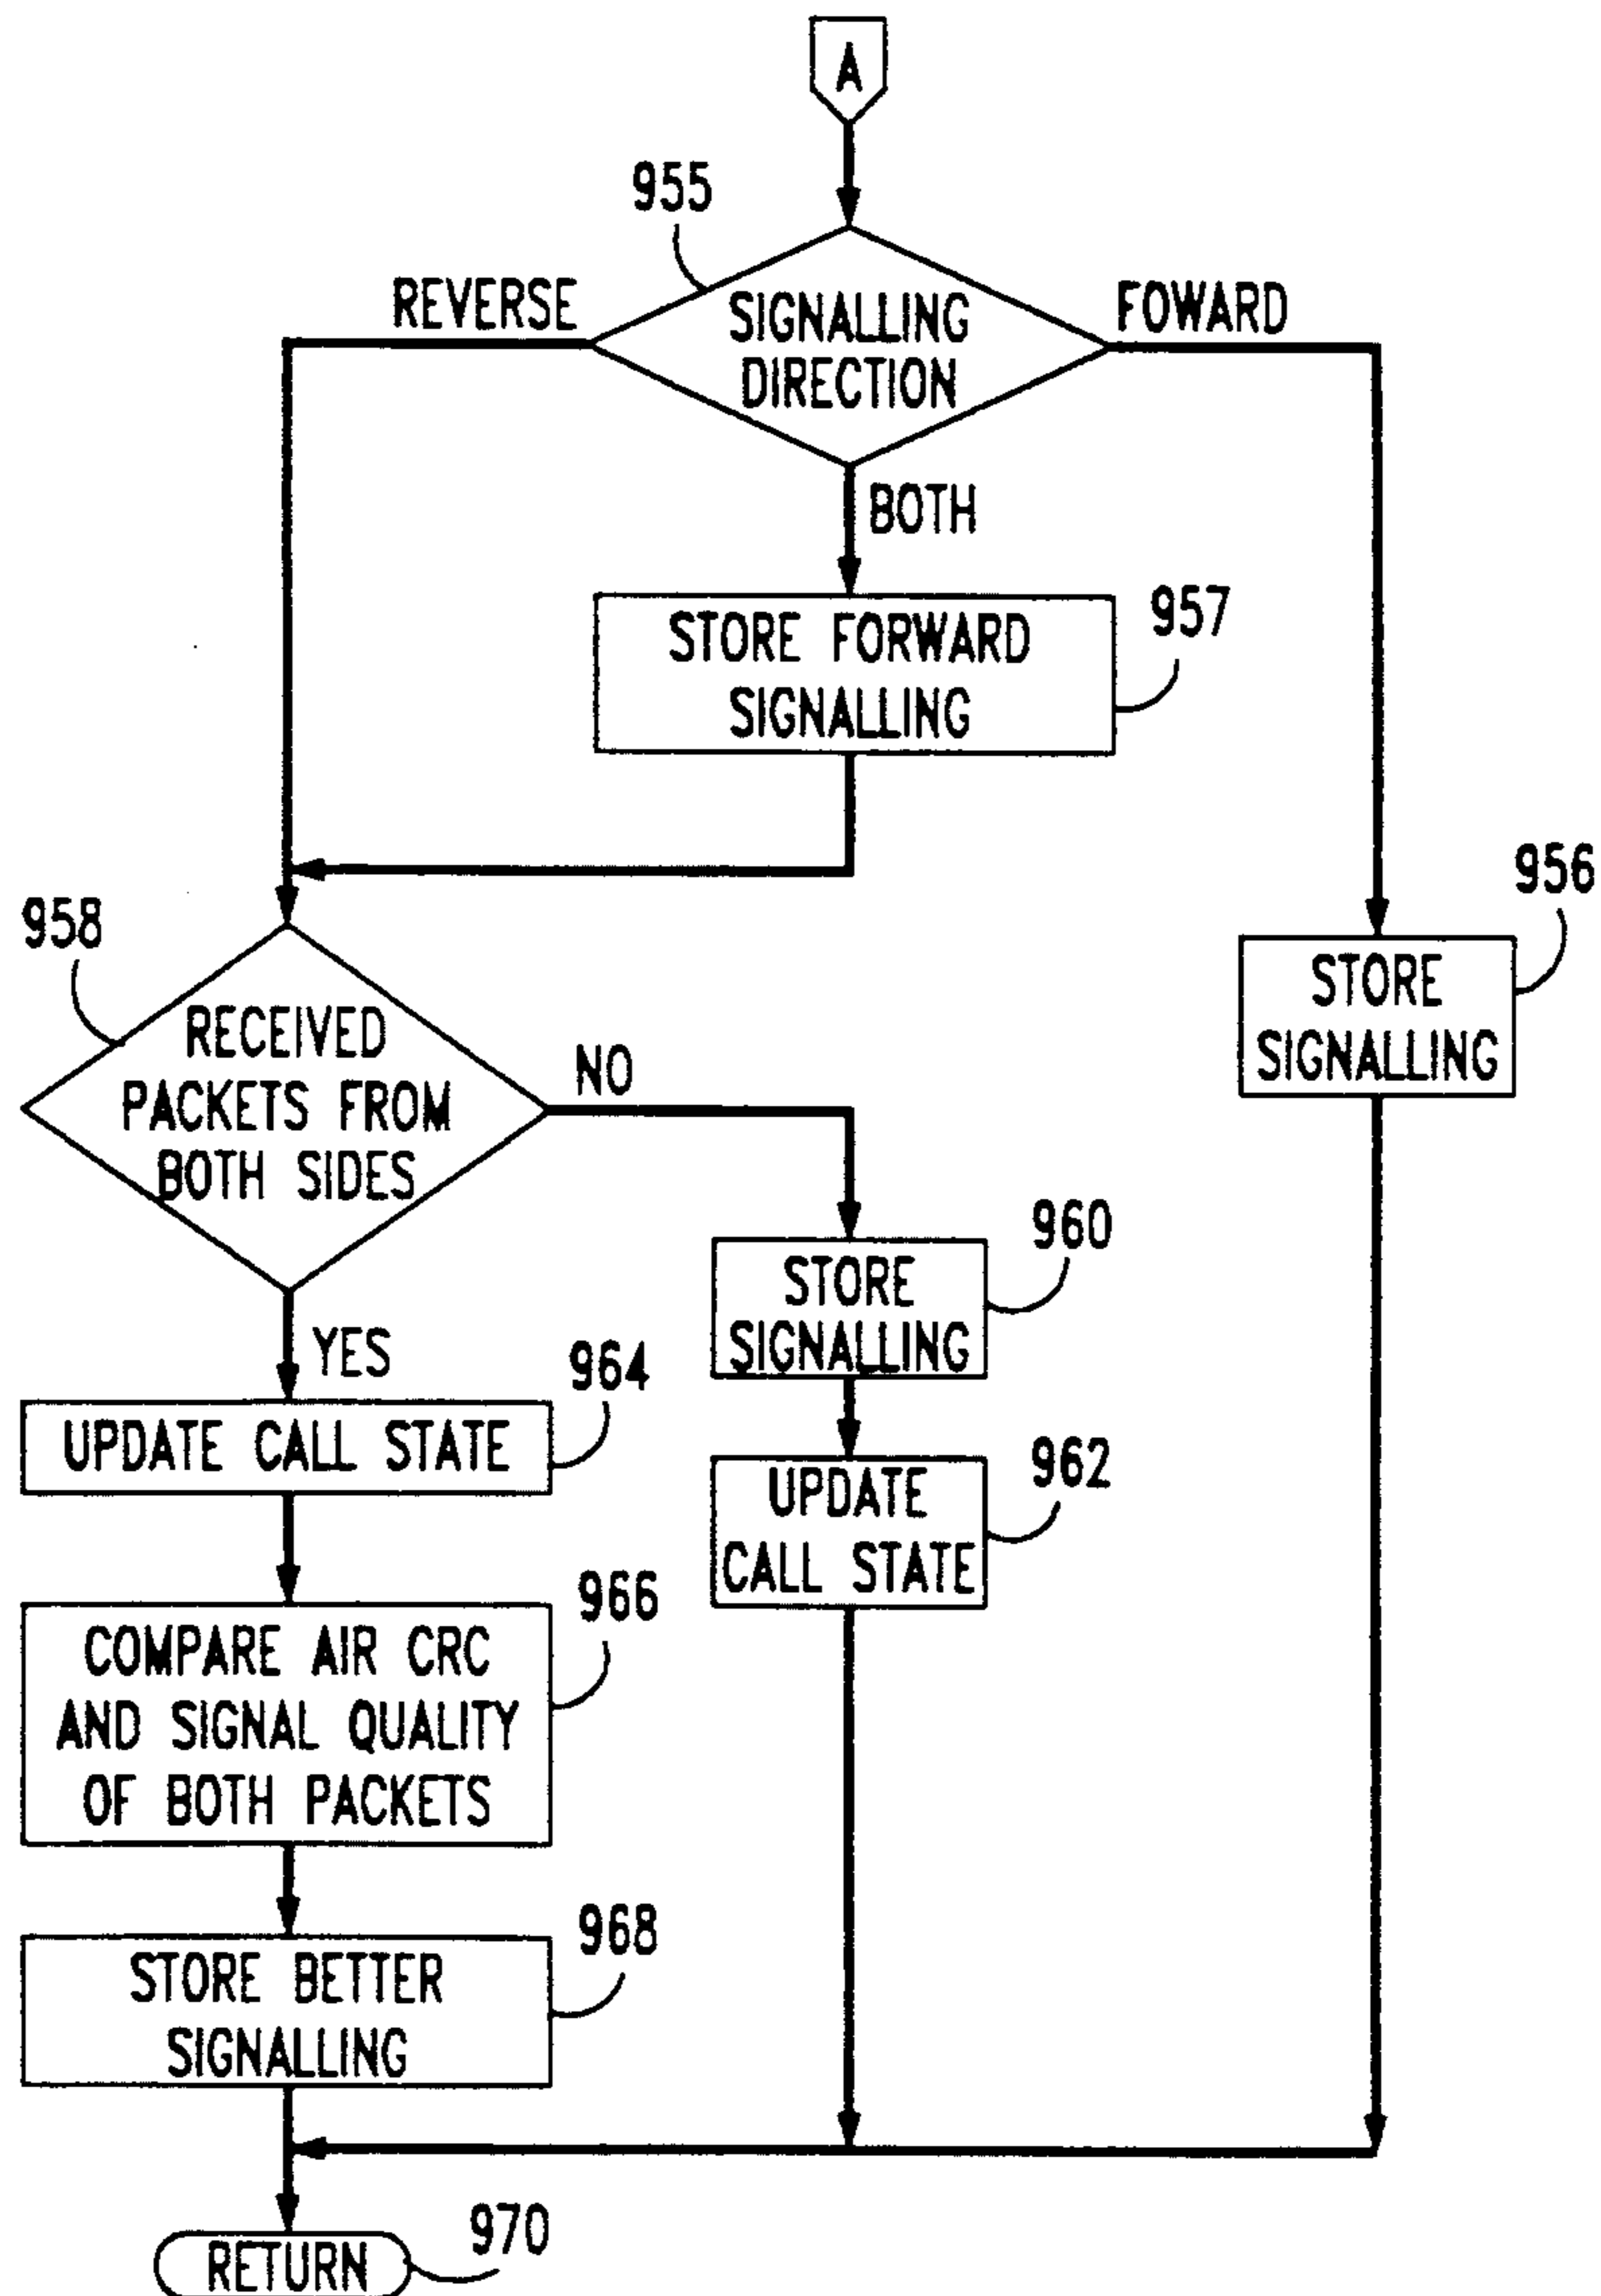 A
955
REVERSE
SIGNALLING
DIRECTION
FOWARD
BOTH
STORE FORWARD
SIGNALLING
957
956
STORE
SIGNALLING
958
RECEIVED
PACKETS FROM
BOTH SIDES
NO
960
STORE
SIGNALLING
YES
964
UPDATE CALL STATE
962
UPDATE
CALL STATE
966
COMPARE AIR CRC
AND SIGNAL QUALITY
OF BOTH PACKETS
968
STORE BETTER
SIGNALLING
970
RETURN